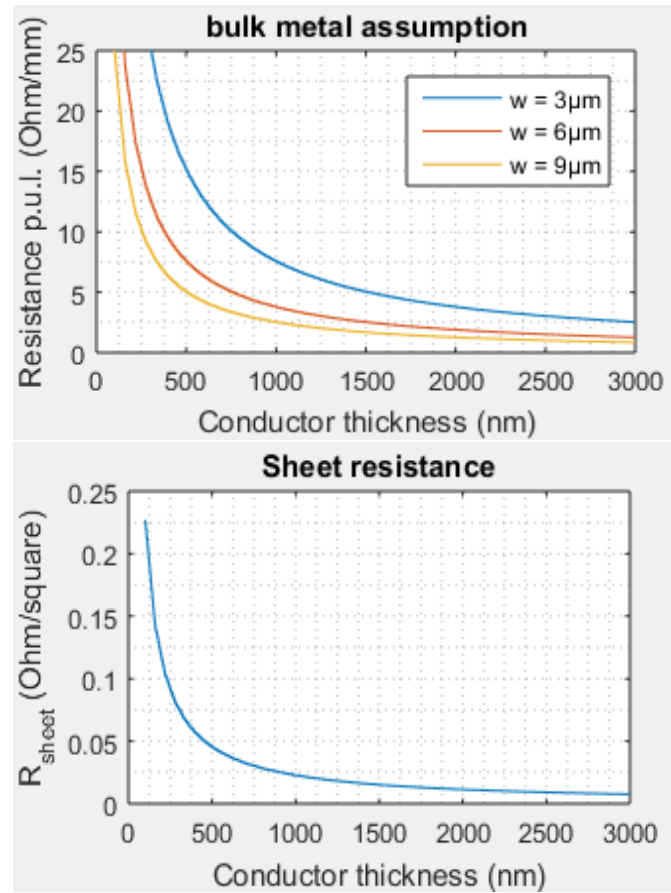 bulk metal assumption
Resistance p.u.l. (Ohm/mm)
25
20
15
10
5
0
w = 3μm
w = 6μm
w = 9μm
0 500 1000 1500 2000 2500 3000
Conductor thickness (nm)
Sheet resistance
R_sheet (Ohm/square)
0.25
0.2
0.15
0.1
0.05
0
0 500 1000 1500 2000 2500 3000
Conductor thickness (nm)